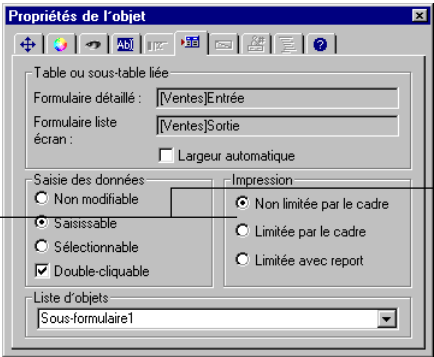 Propriétés de l'objet
Abl
Table ou sous-table liée
Formulaire détaillé :
[Ventes]Entrée
Formulaire liste
écran :
[Ventes]Sortie
Largeur automatique
Saisie des données
Non modifiable
Saisissable
Sélectionnable
Double-cliquable
Impression
Non limitée par le cadre
Limitée par le cadre
Limitée avec report
Liste d'objets
Sous-formulaire1